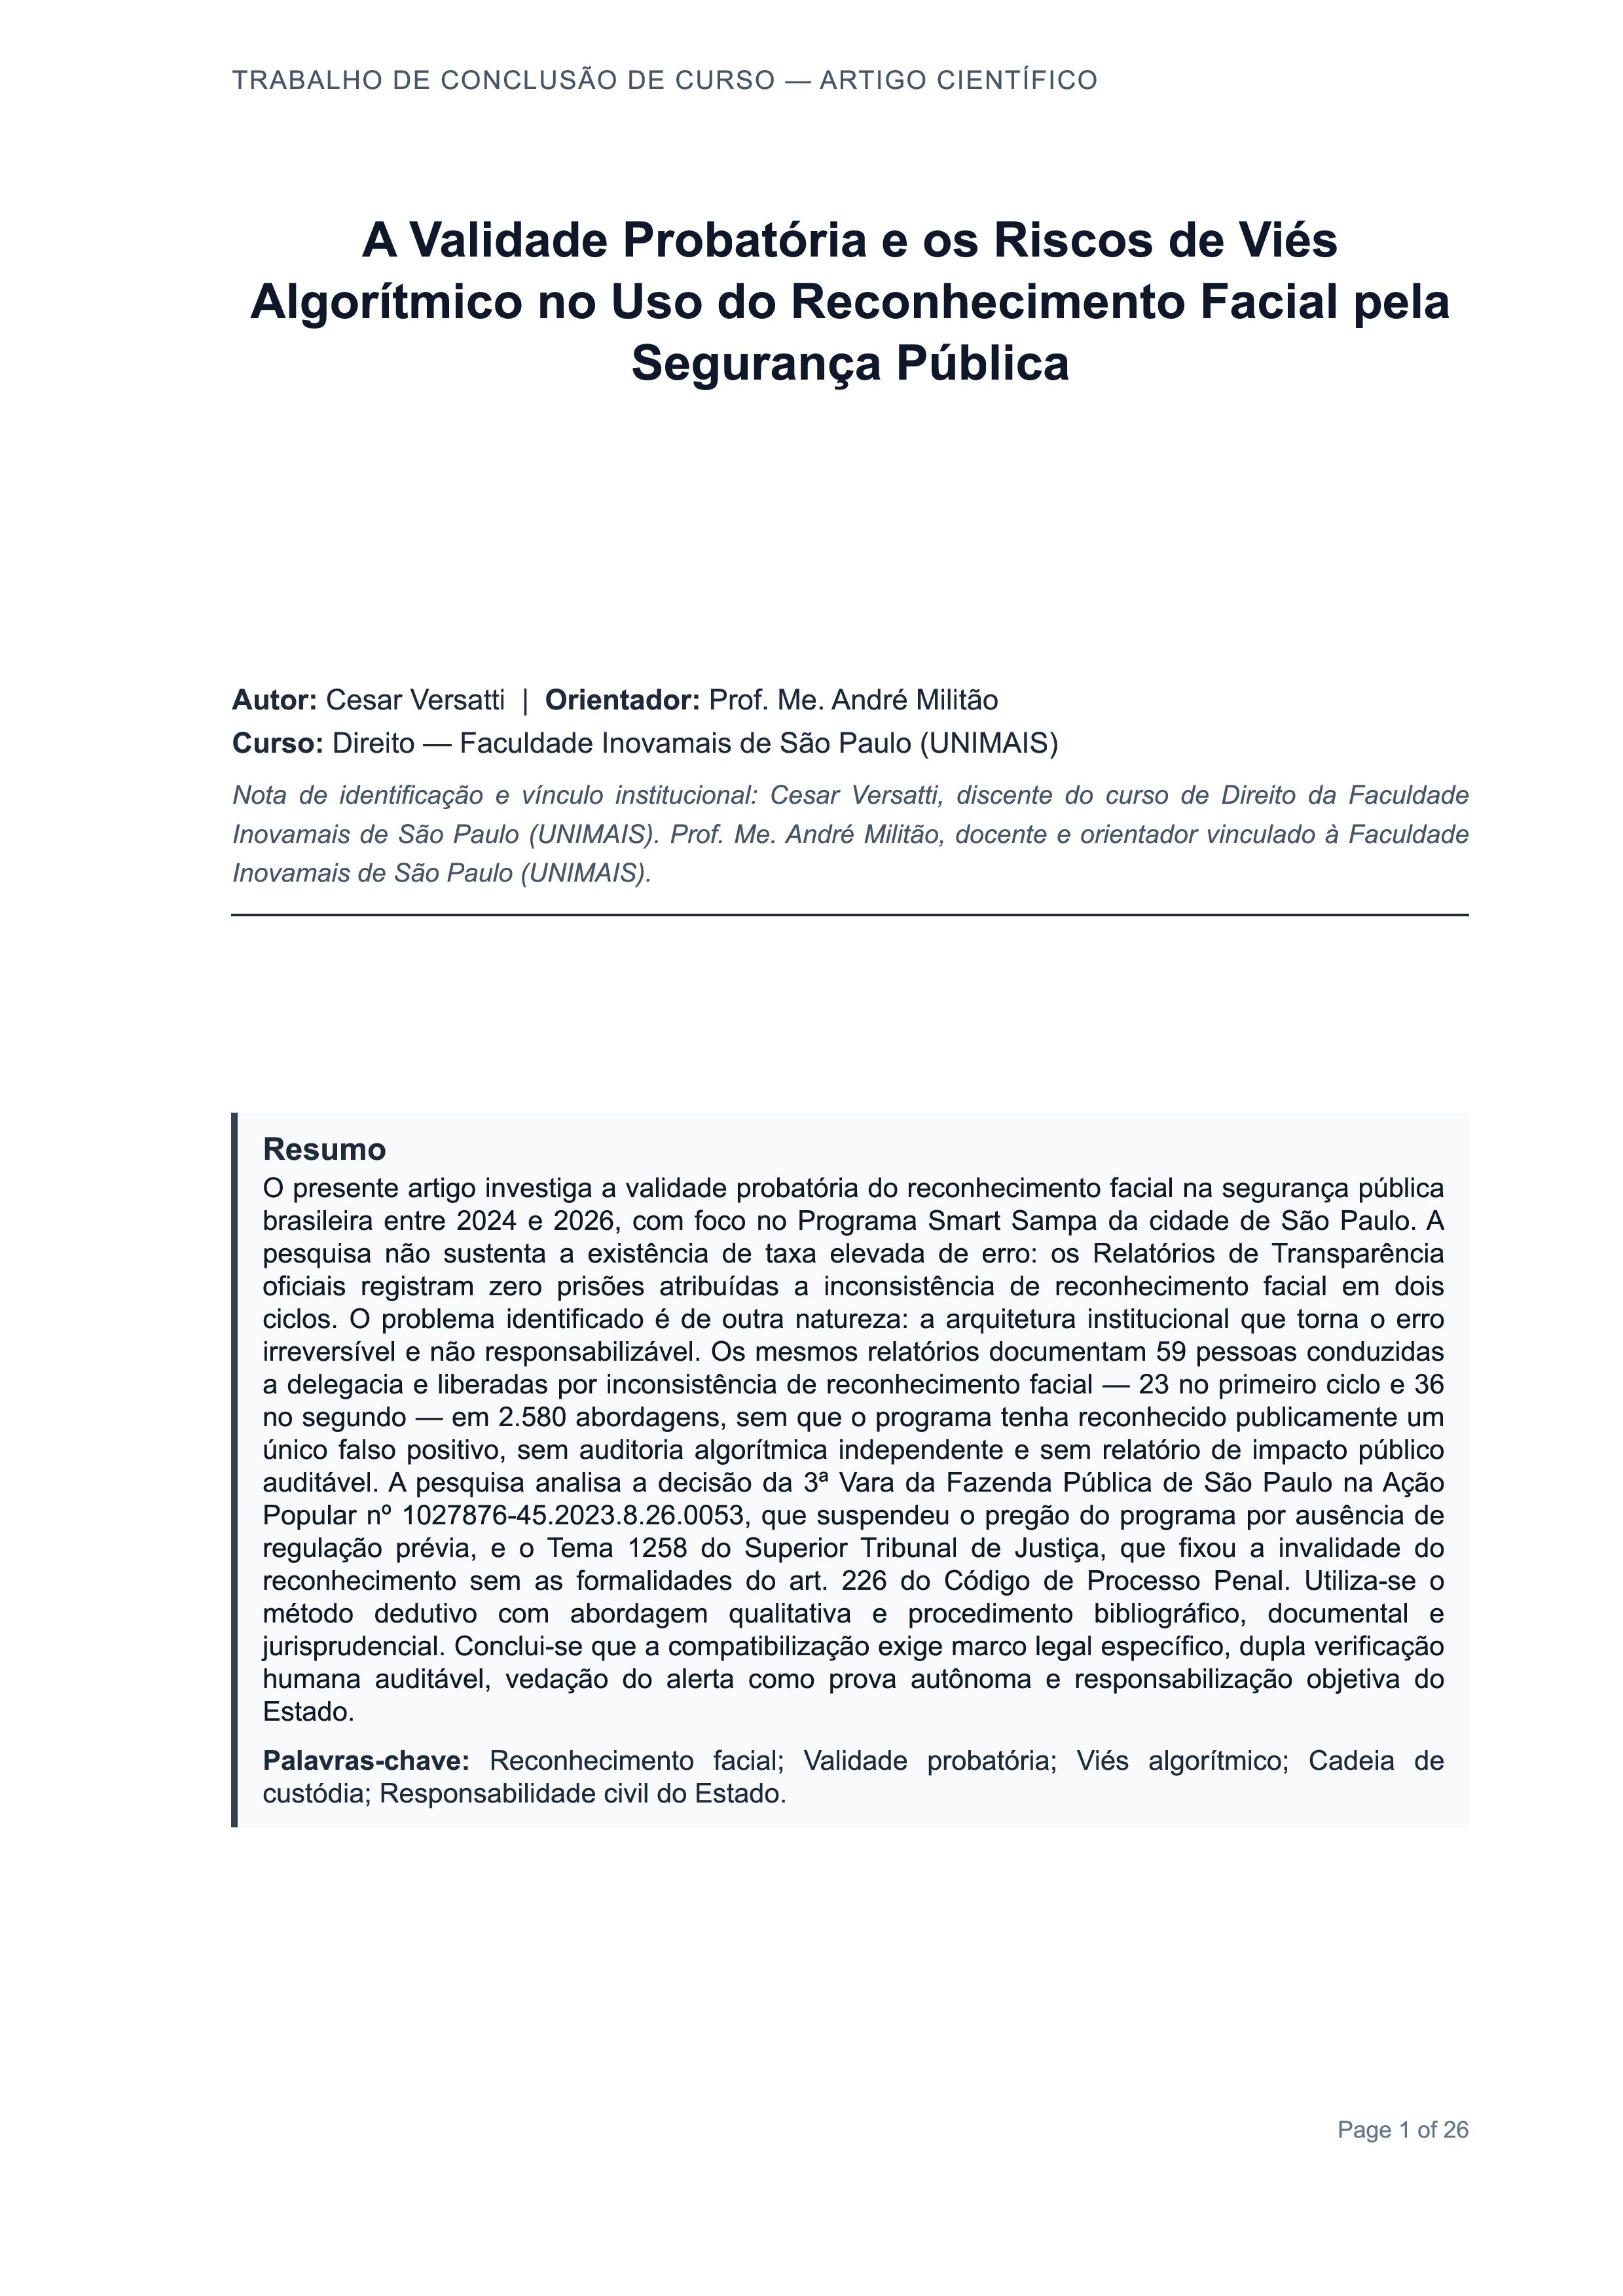 TRABALHO DE CONCLUSÃO DE CURSO — ARTIGO CIENTÍFICO
A Validade Probatória e os Riscos de Viés
Algorítmico no Uso do Reconhecimento Facial pela
Segurança Pública
Autor: Cesar Versatti | Orientador: Prof. Me. André Militão
Curso: Direito — Faculdade Inovamais de São Paulo (UNIMAIS)
Nota de identificação e vínculo institucional: Cesar Versatti, discente do curso de Direito da Faculdade
Inovamais de São Paulo (UNIMAIS). Prof. Me. André Militão, docente e orientador vinculado à Faculdade
Inovamais de São Paulo (UNIMAIS).
Resumo
O presente artigo investiga a validade probatória do reconhecimento facial na segurança pública
brasileira entre 2024 e 2026, com foco no Programa Smart Sampa da cidade de São Paulo. A
pesquisa não sustenta a existência de taxa elevada de erro: os Relatórios de Transparência
oficiais registram zero prisões atribuídas a inconsistência de reconhecimento facial em dois
ciclos. O problema identificado é de outra natureza: a arquitetura institucional que torna o erro
irreversível e não responsabilizável. Os mesmos relatórios documentam 59 pessoas conduzidas
a delegacia e liberadas por inconsistência de reconhecimento facial — 23 no primeiro ciclo e 36
no segundo — em 2.580 abordagens, sem que o programa tenha reconhecido publicamente um
único falso positivo, sem auditoria algorítmica independente e sem relatório de impacto público
auditável. A pesquisa analisa a decisão da 3ª Vara da Fazenda Pública de São Paulo na Ação
Popular nº 1027876-45.2023.8.26.0053, que suspendeu o pregão do programa por ausência de
regulação prévia, e o Tema 1258 do Superior Tribunal de Justiça, que fixou a invalidade do
reconhecimento sem as formalidades do art. 226 do Código de Processo Penal. Utiliza-se o
método dedutivo com abordagem qualitativa e procedimento bibliográfico, documental e
jurisprudencial. Conclui-se que a compatibilização exige marco legal específico, dupla verificação
humana auditável, vedação do alerta como prova autônoma e responsabilização objetiva do
Estado.
Palavras-chave: Reconhecimento facial; Validade probatória; Viés algorítmico; Cadeia de
custódia; Responsabilidade civil do Estado.
Page 1 of 26